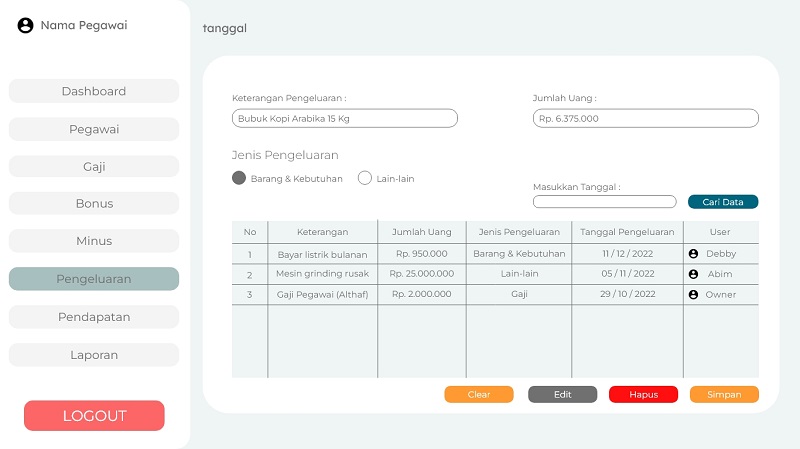 Nama Pegawai
Dashboard
Pegawai
Gaji
Bonus
Minus
Pengeluaran
Pendapatan
Laporan
LOGOUT
tanggal
Keterangan Pengeluaran : Jumlah Uang :
Bubuk Kopi Arabika 15 Kg Rp. 6.375.000
Jenis Pengeluaran
Barang & Kebutuhan Lain-lain
Masukkan Tanggal :
Cari Data
No Keterangan Jumlah Uang Jenis Pengeluaran Tanggal Pengeluaran User
1 Bayar listrik bulanan Rp. 950.000 Barang & Kebutuhan 11 / 12 / 2022 Debby
2 Mesin grinding rusak Rp. 25.000.000 Lain-lain 05 / 11 / 2022 Abim
3 Gaji Pegawai (Althaf) Rp. 2.000.000 Gaji 29 / 10 / 2022 Owner
Clear Edit Hapus Simpan